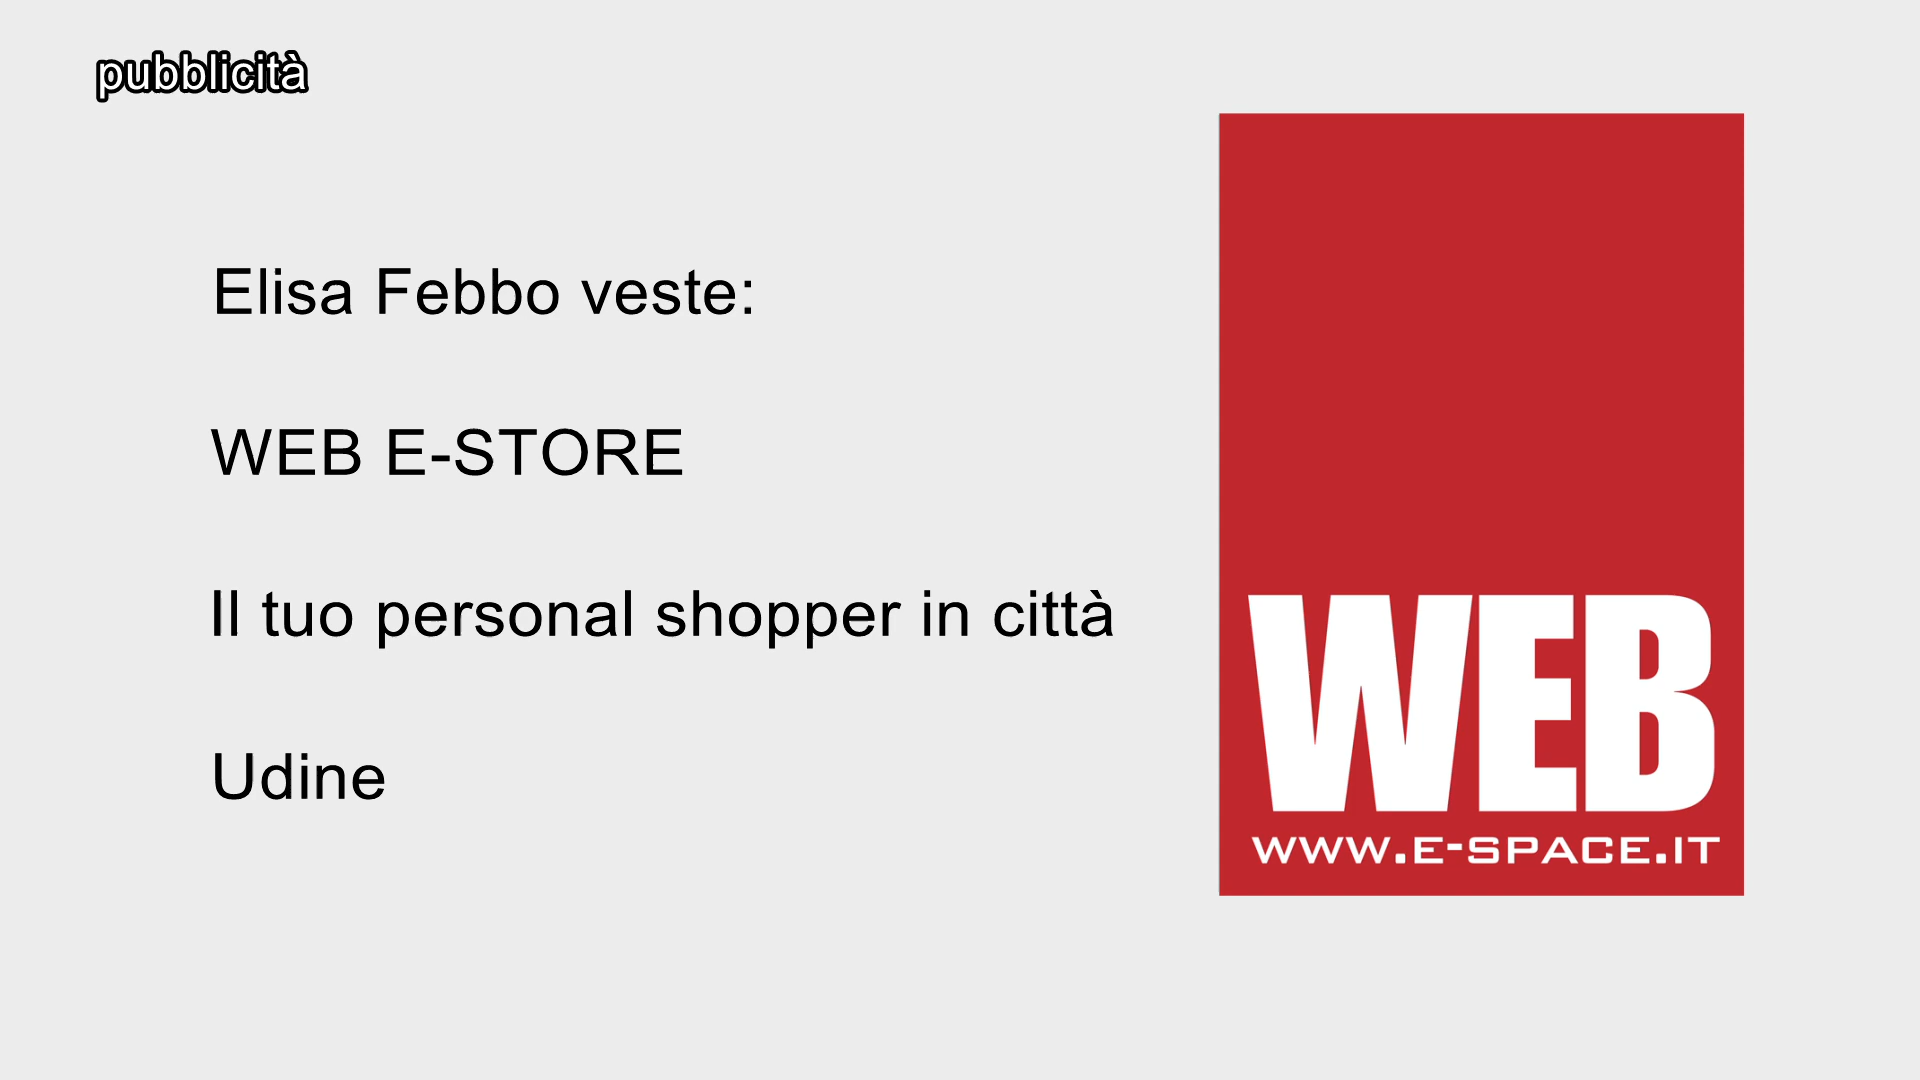 pubblicità
Elisa Febbo veste:
WEB E-STORE
Il tuo personal shopper in città
Udine
WEB
WWW.E-SPACE.IT